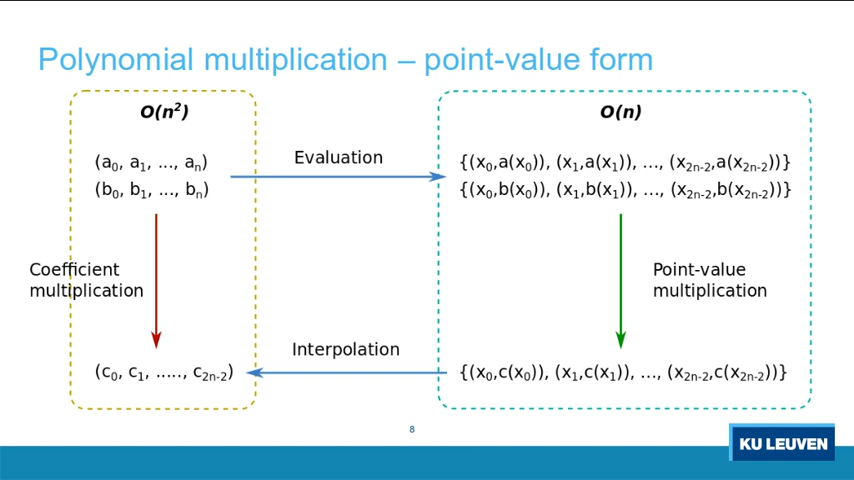 Polynomial multiplication – point-value form
O(n²)
O(n)
(a₀, a₁, ..., aₙ)
(b₀, b₁, ..., bₙ)
Evaluation
{(x₀,a(x₀)), (x₁,a(x₁)), ..., (x₂ₙ₋₂,a(x₂ₙ₋₂))}
{(x₀,b(x₀)), (x₁,b(x₁)), ..., (x₂ₙ₋₂,b(x₂ₙ₋₂))}
Coefficient
multiplication
Point-value
multiplication
Interpolation
(c₀, c₁, ....., c₂ₙ₋₂)
{(x₀,c(x₀)), (x₁,c(x₁)), ..., (x₂ₙ₋₂,c(x₂ₙ₋₂))}
8
KU LEUVEN